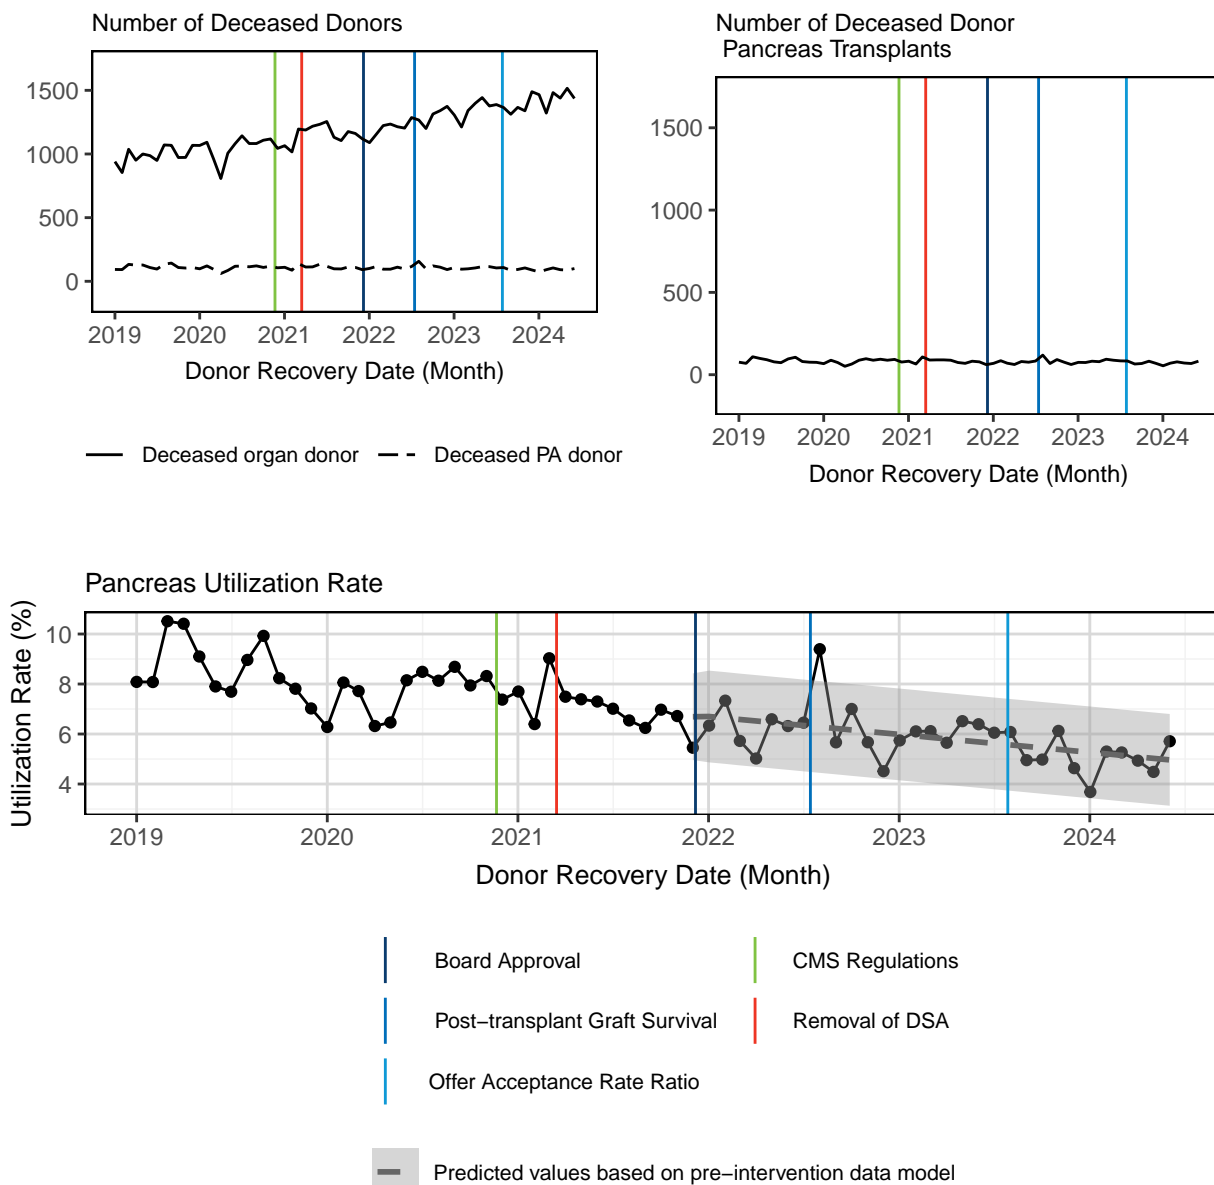 Number of Deceased Donors
1500
1000
500
0
2019 2020 2021 2022 2023 2024
Donor Recovery Date (Month)
Deceased organ donor Deceased PA donor
Number of Deceased Donor
Pancreas Transplants
1500
1000
500
0
2019 2020 2021 2022 2023 2024
Donor Recovery Date (Month)
Pancreas Utilization Rate
Utilization Rate (%)
10
8
6
4
2019 2020 2021 2022 2023 2024
Donor Recovery Date (Month)
Board Approval CMS Regulations
Post−transplant Graft Survival Removal of DSA
Offer Acceptance Rate Ratio
Predicted values based on pre−intervention data model